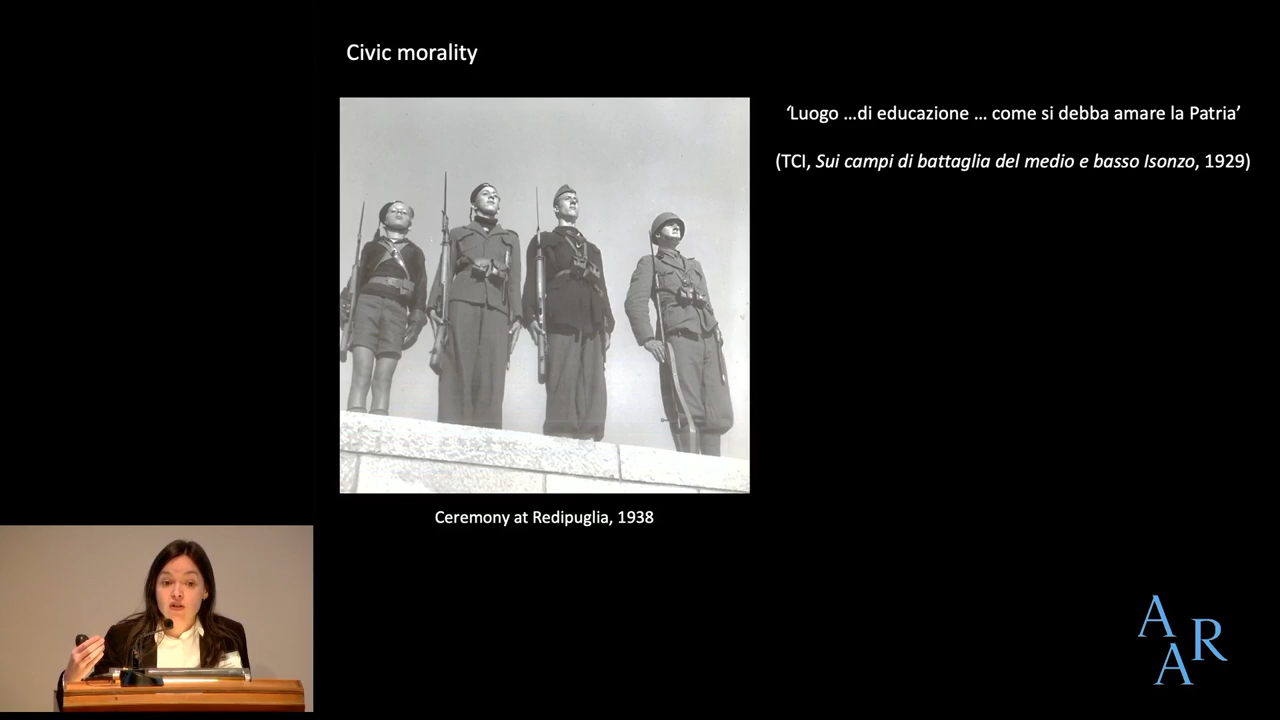 Civic morality
‘Luogo ...di educazione ... come si debba amare la Patria’
(TCI, Sui campi di battaglia del medio e basso Isonzo, 1929)
Ceremony at Redipuglia, 1938
A
R
A